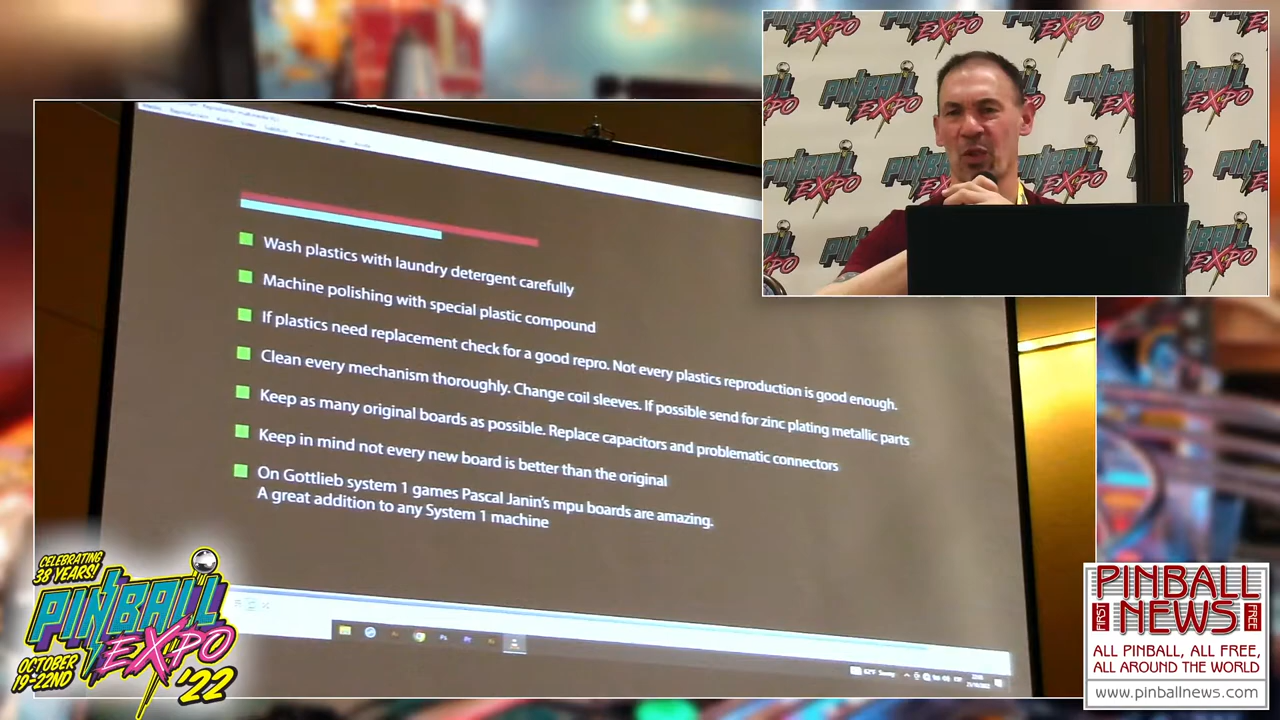 PINBALL
EXPO
Wash plastics with laundry detergent carefully
Machine polishing with special plastic compound
If plastics need replacement check for a good repro. Not every plastics reproduction is good enough.
Clean every mechanism thoroughly. Change coil sleeves. If possible send for zinc plating metallic parts
Keep as many original boards as possible. Replace capacitors and problematic connectors
Keep in mind not every new board is better than the original
On Gottlieb system 1 games Pascal Janin's mpu boards are amazing.
A great addition to any System 1 machine
CELEBRATING
38 YEARS!
PINBALL
EXPO
OCTOBER
19-22ND
'22
PINBALL
FIRST NEWS FREE
ALL PINBALL, ALL FREE,
ALL AROUND THE WORLD
www.pinballnews.com